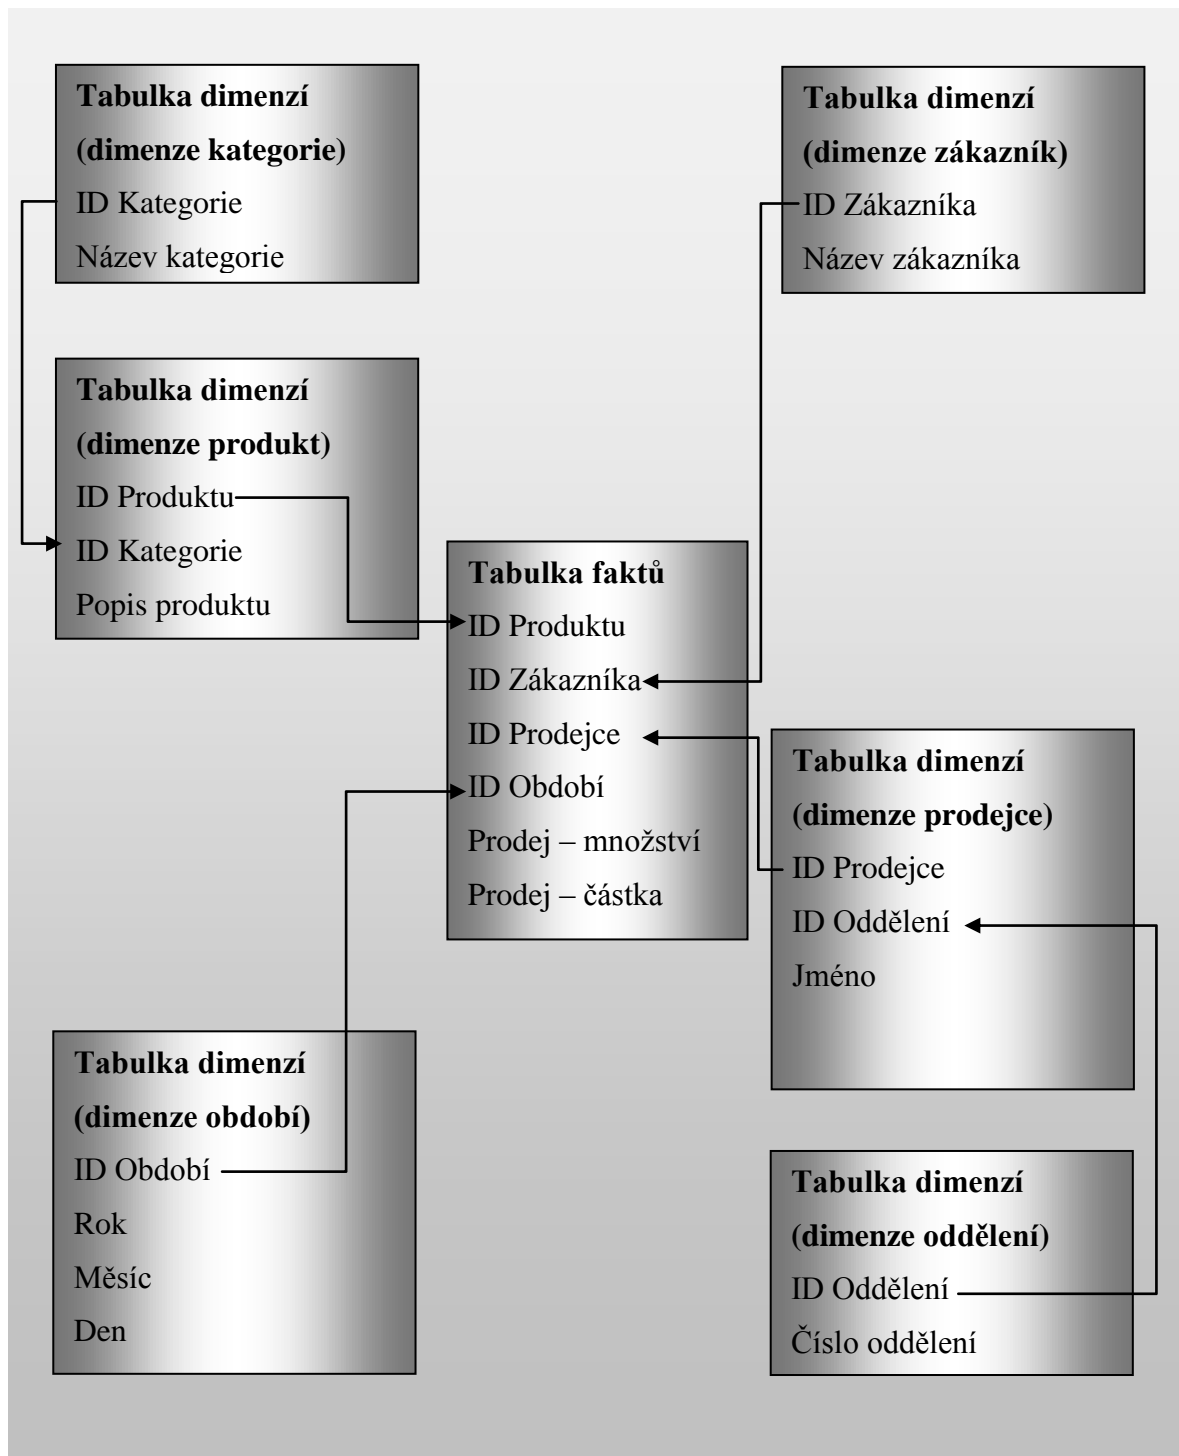 Tabulka dimenzí
(dimenze kategorie)
ID Kategorie
Název kategorie
Tabulka dimenzí
(dimenze zákazník)
ID Zákazníka
Název zákazníka
Tabulka dimenzí
(dimenze produkt)
ID Produktu
ID Kategorie
Popis produktu
Tabulka faktů
ID Produktu
ID Zákazníka
ID Prodejce
ID Období
Prodej – množství
Prodej – částka
Tabulka dimenzí
(dimenze prodejce)
ID Prodejce
ID Oddělení
Jméno
Tabulka dimenzí
(dimenze období)
ID Období
Rok
Měsíc
Den
Tabulka dimenzí
(dimenze oddělení)
ID Oddělení
Číslo oddělení